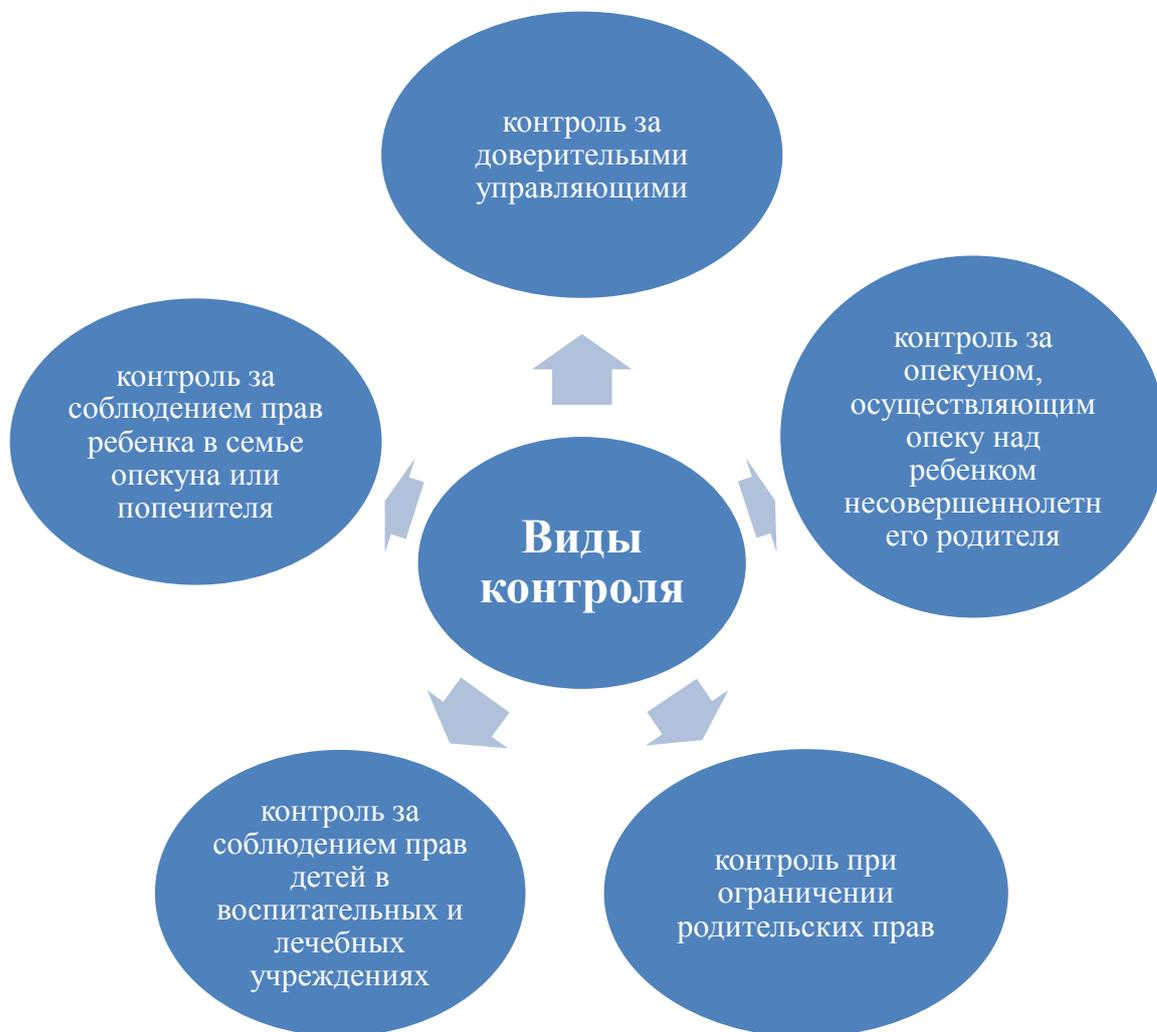 контроль за
доверительыми
управляющими
контроль за
опекуном,
осуществляющим
опеку над
ребенком
несовершеннолетн
его родителя
контроль за
соблюдением прав
ребенка в семье
опекуна или
попечителя
Виды
контроля
контроль за
соблюдением прав
детей в
воспитательных и
лечебных
учреждениях
контроль при
ограничении
родительских прав